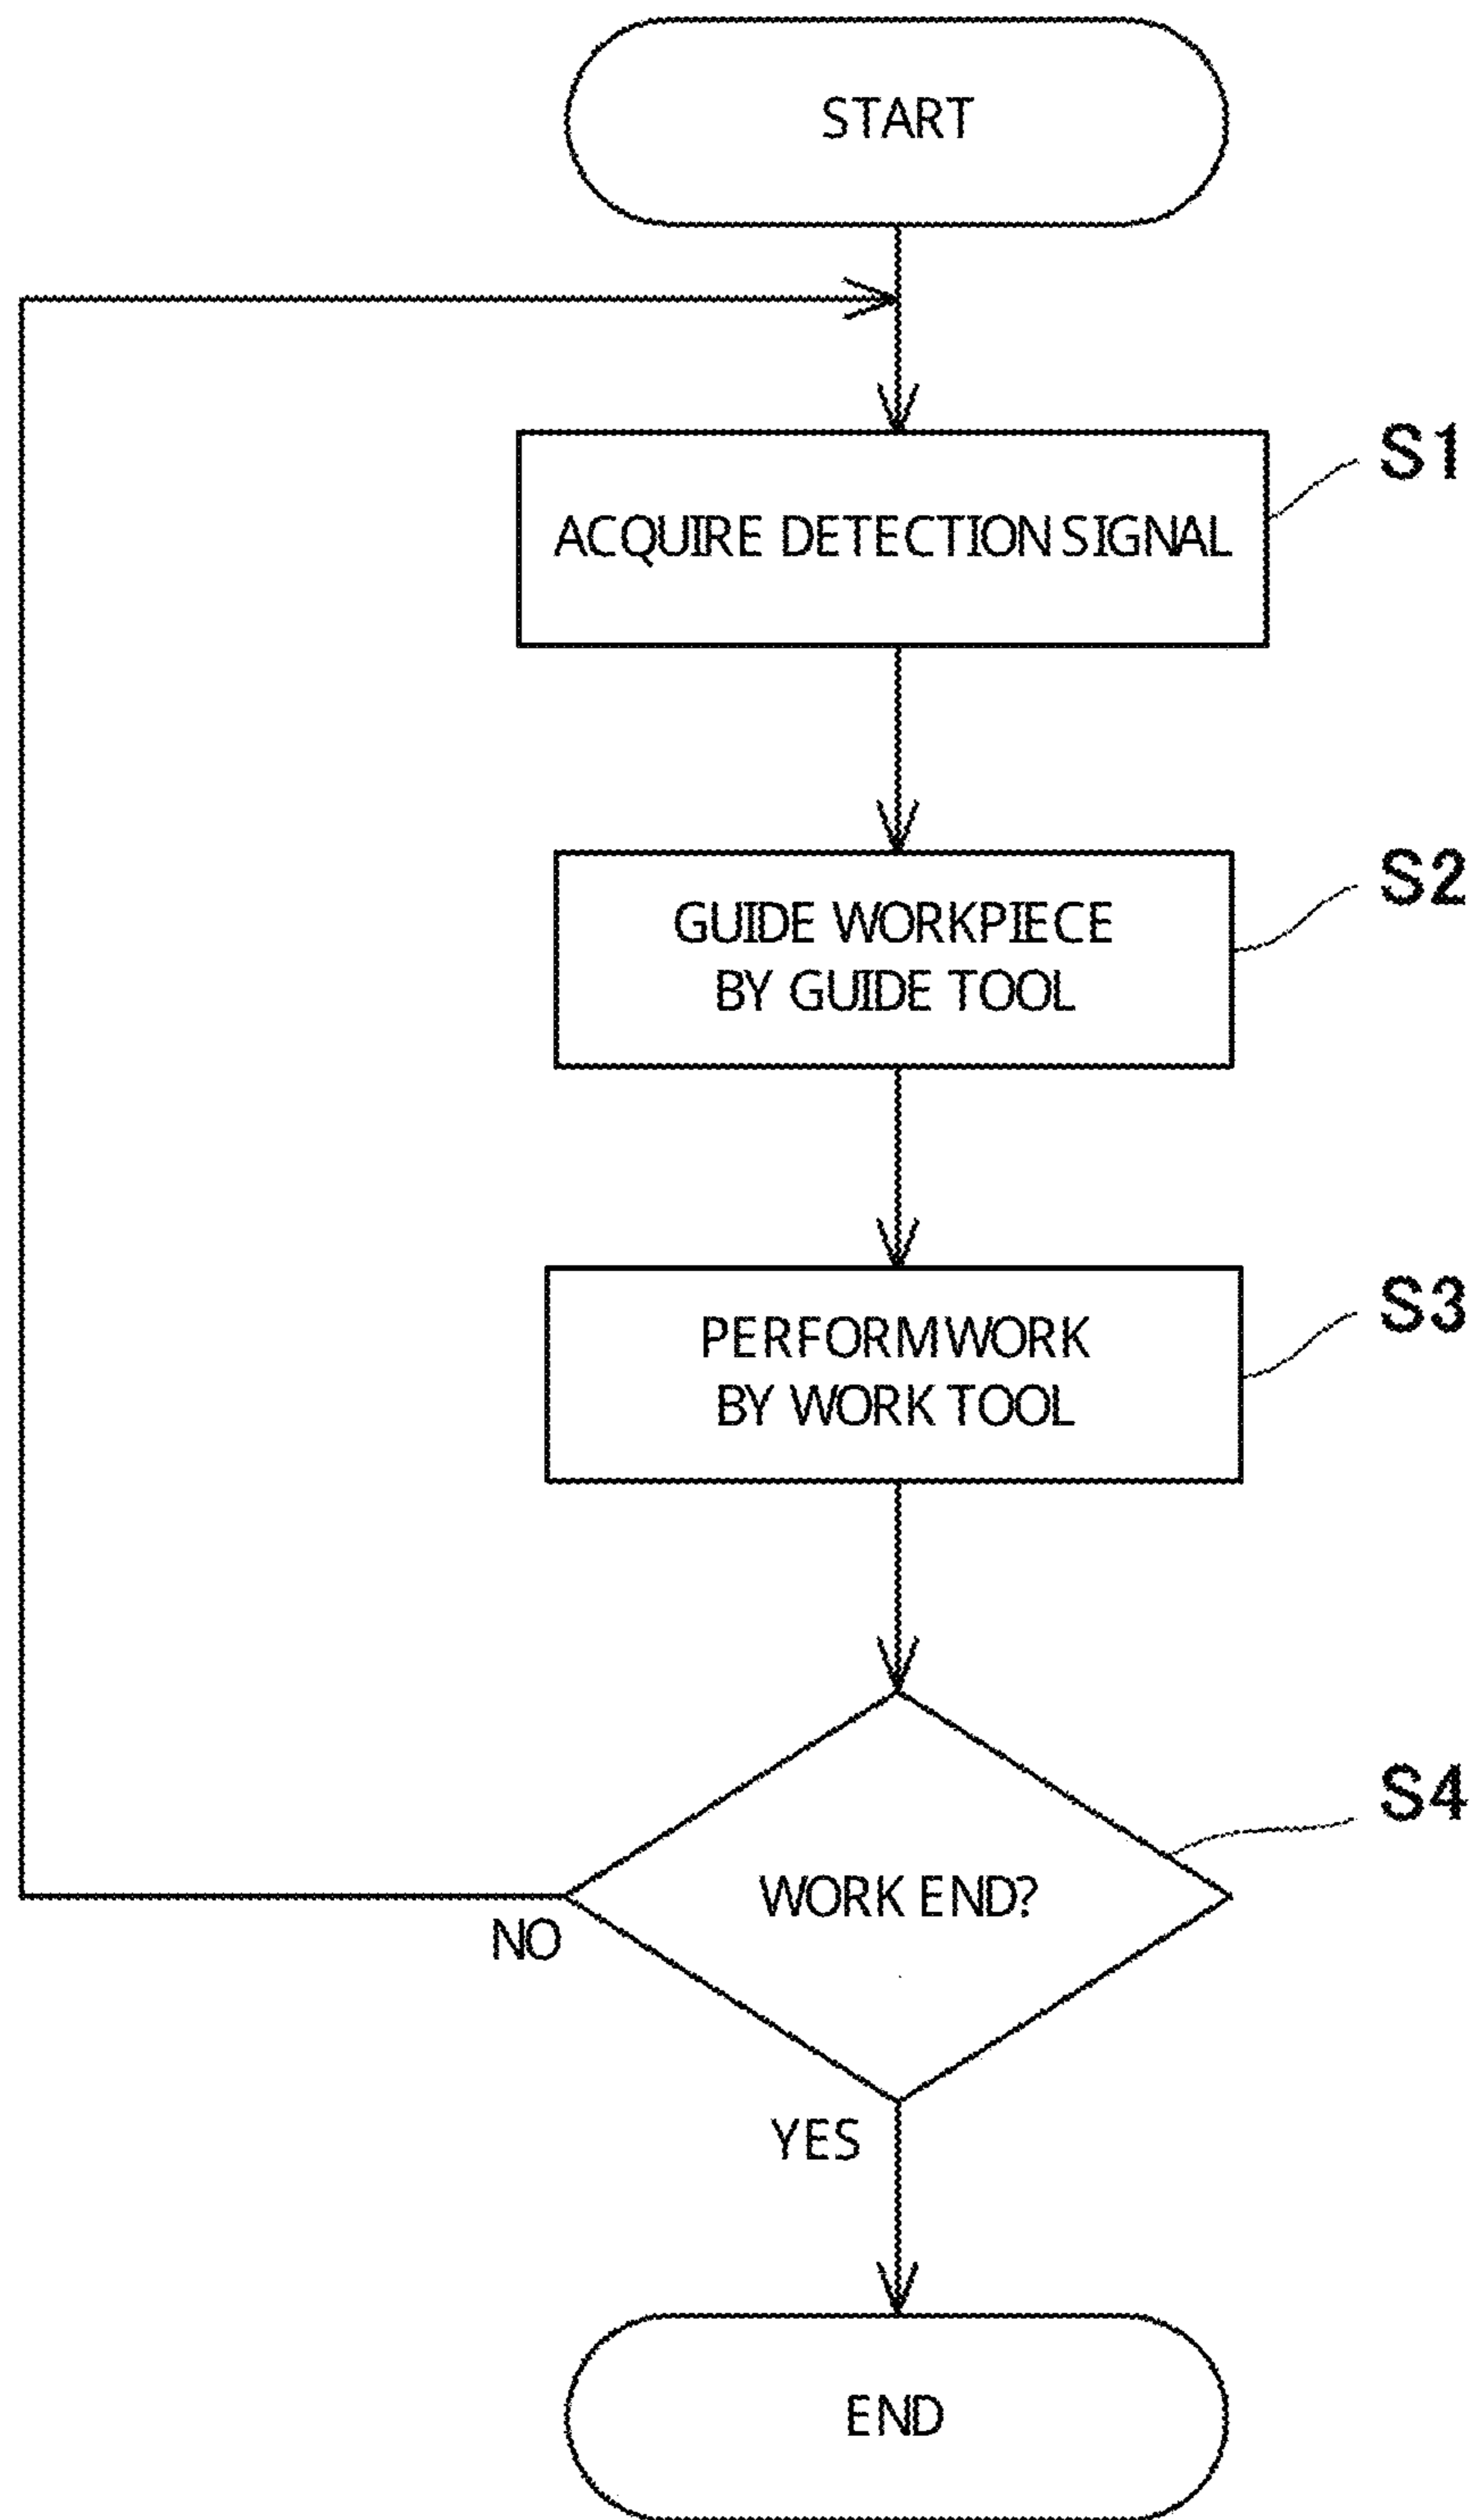 START
S1
ACQUIRE DETECTION SIGNAL
S2
GUIDE WORKPIECE
BY GUIDE TOOL
S3
PERFORM WORK
BY WORK TOOL
S4
WORK END?
NO
YES
END